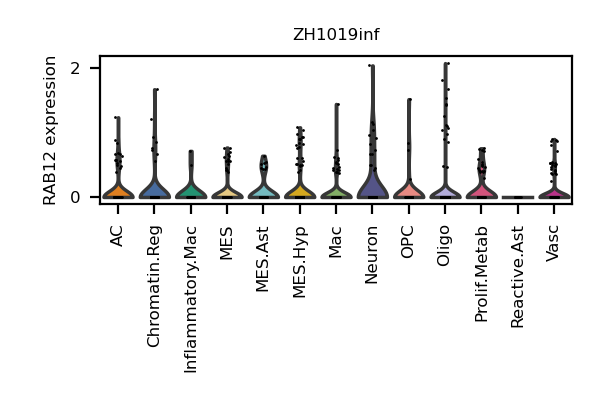 ZH1019inf
RAB12 expression
2
0
AC
Chromatin.Reg
Inflammatory.Mac
MES
MES.Ast
MES.Hyp
Mac
Neuron
OPC
Oligo
Prolif.Metab
Reactive.Ast
Vasc